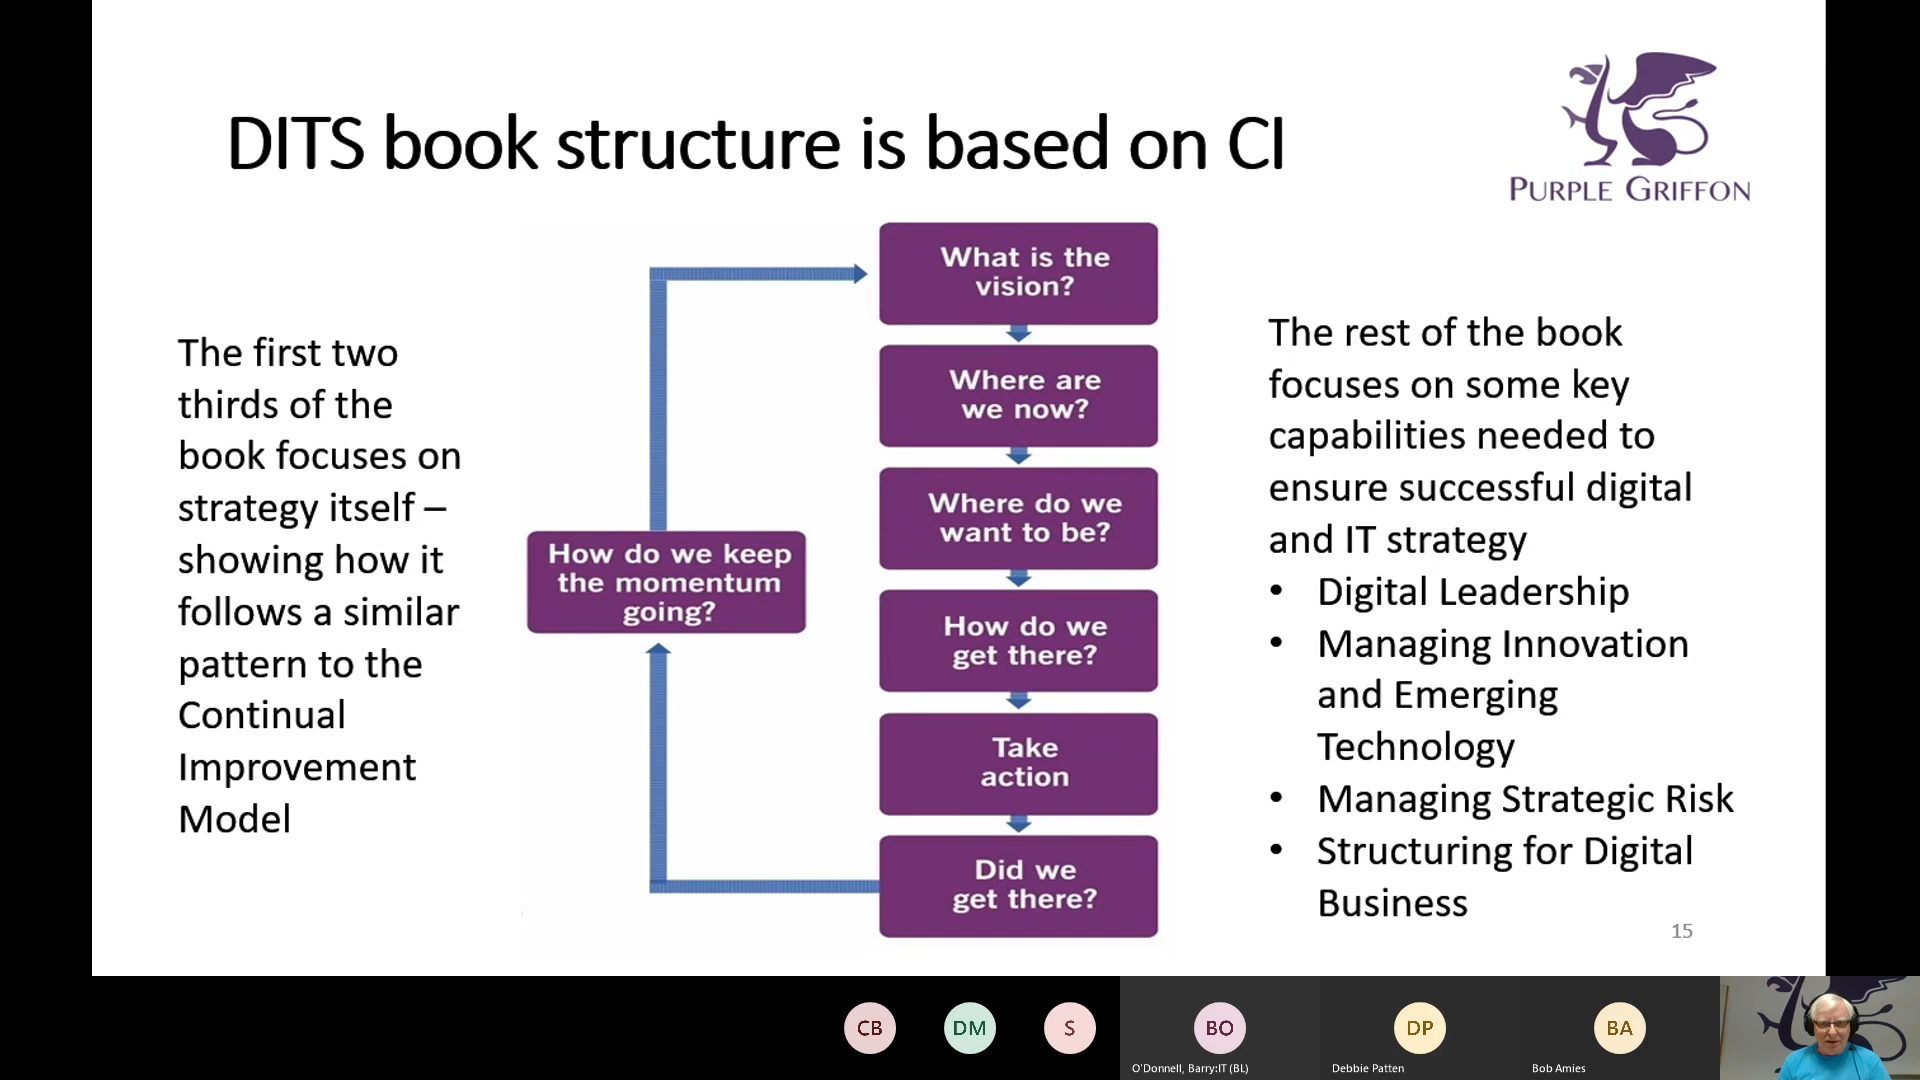 DITS book structure is based on CI
PURPLE GRIFFON
The first two
thirds of the
book focuses on
strategy itself –
showing how it
follows a similar
pattern to the
Continual
Improvement
Model
What is the
vision?
Where are
we now?
Where do we
want to be?
How do we
get there?
Take
action
Did we
get there?
How do we keep
the momentum
going?
The rest of the book
focuses on some key
capabilities needed to
ensure successful digital
and IT strategy
• Digital Leadership
• Managing Innovation
and Emerging
Technology
• Managing Strategic Risk
• Structuring for Digital
Business
15
CB
DM
S
BO
O'Donnell, Barry:IT (BL)
DP
Debbie Patten
BA
Bob Amies